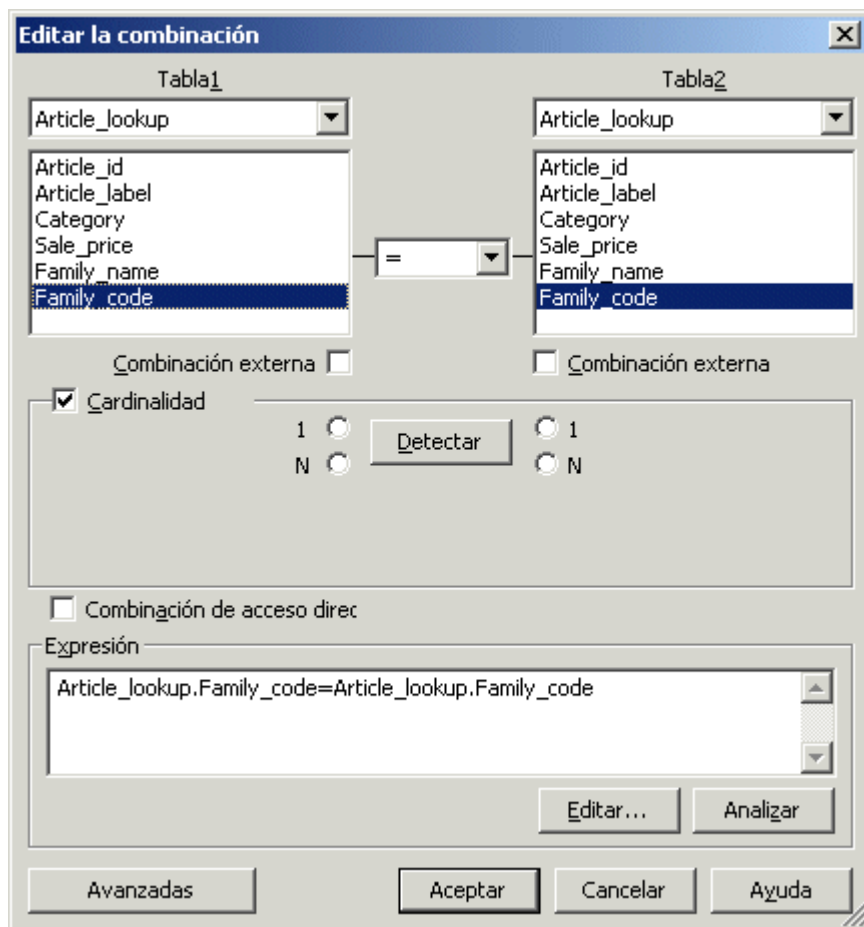 Editar la combinación
Tabla1 Tabla2
Article_lookup Article_lookup
Article_id
Article_label
Category
Sale_price
Family_name
Family_code
=
Article_id
Article_label
Category
Sale_price
Family_name
Family_code
Combinación externa Combinación externa
Cardinalidad
1 Detectar 1
N N
Combinación de acceso direc
Expresión
Article_lookup.Family_code=Article_lookup.Family_code
Editar... Analizar
Avanzadas Aceptar Cancelar Ayuda